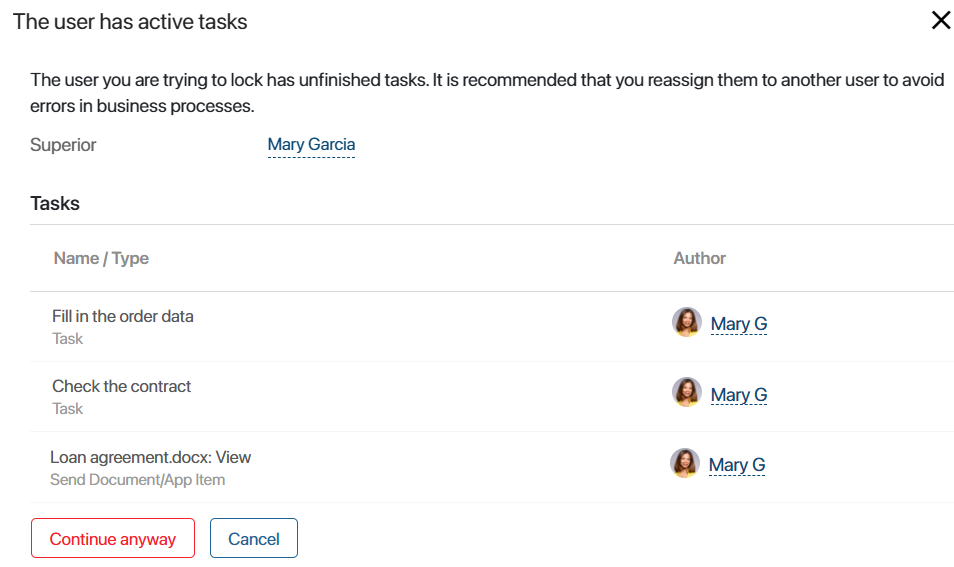 The user has active tasks
The user you are trying to lock has unfinished tasks. It is recommended that you reassign them to another user to avoid
errors in business processes.
Superior Mary Garcia
Tasks
Name / Type Author
Fill in the order data
Task
Mary G
Check the contract
Task
Mary G
Loan agreement.docx: View
Send Document/App Item
Mary G
Continue anyway Cancel